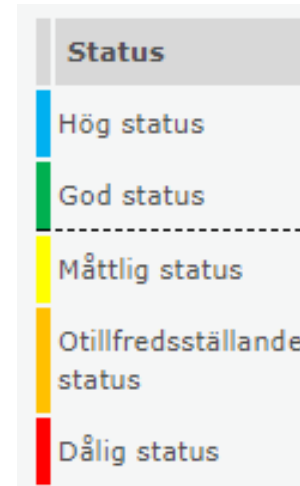 Status
Hög status
God status
Måttlig status
Otillfredsställande
status
Dålig status